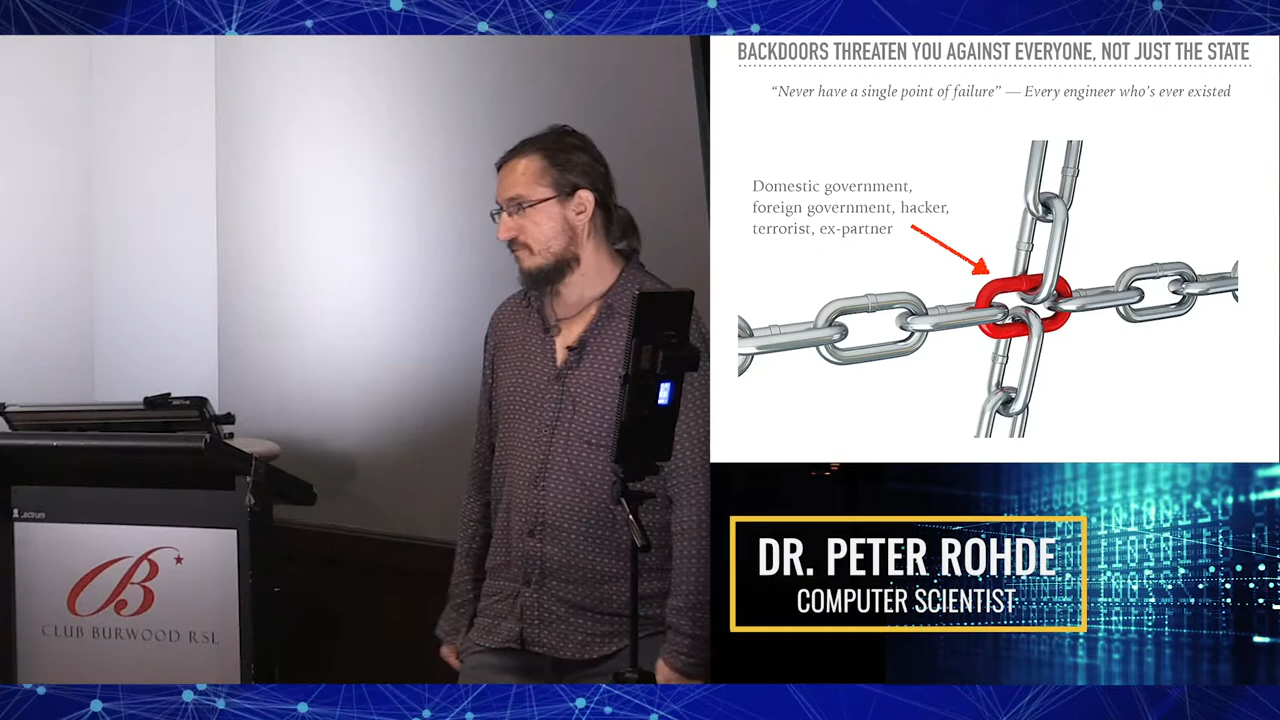 BACKDOORS THREATEN YOU AGAINST EVERYONE, NOT JUST THE STATE
“Never have a single point of failure” — Every engineer who’s ever existed
Domestic government,
foreign government, hacker,
terrorist, ex-partner
B
CLUB BURWOOD RSL
DR. PETER ROHDE
COMPUTER SCIENTIST